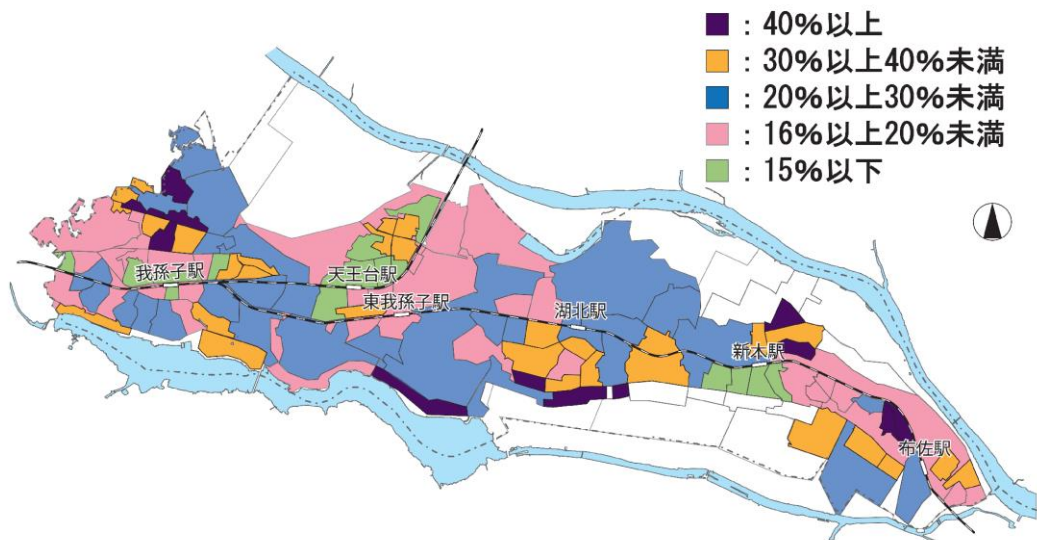 : 40%以上
: 30%以上40%未満
: 20%以上30%未満
: 16%以上20%未満
: 15%以下
我孫子駅
天王台駅
東我孫子駅
湖北駅
新木駅
布佐駅